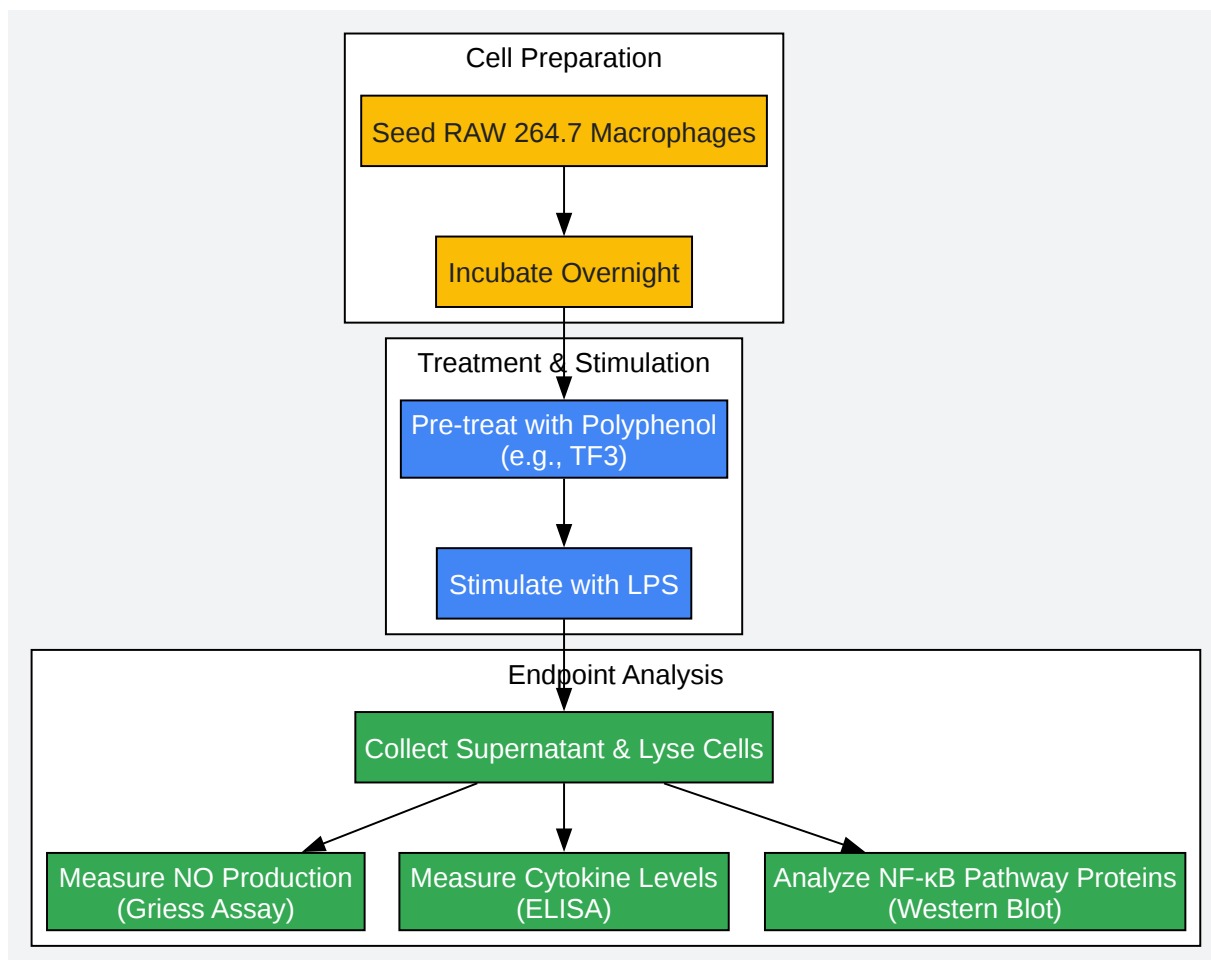 Cell Preparation
Seed RAW 264.7 Macrophages
Incubate Overnight
Treatment & Stimulation
Pre-treat with Polyphenol
(e.g., TF3)
Stimulate with LPS
Endpoint Analysis
Collect Supernatant & Lyse Cells
Measure NO Production
(Griess Assay)
Measure Cytokine Levels
(ELISA)
Analyze NF-κB Pathway Proteins
(Western Blot)